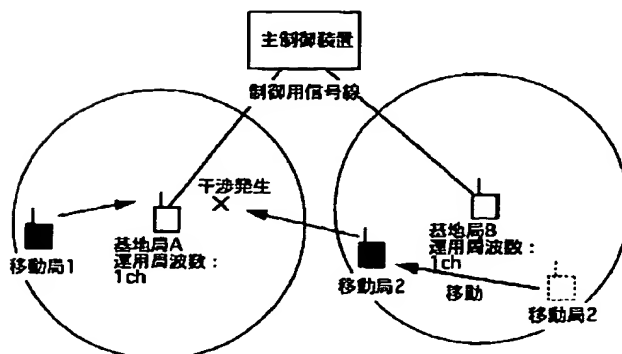 主制御装置
制御用信号線
干渉発生
移動局1
基地局A
運用周波数：
1ch
基地局B
運用周波数：
1ch
移動局2
移動
移動局2